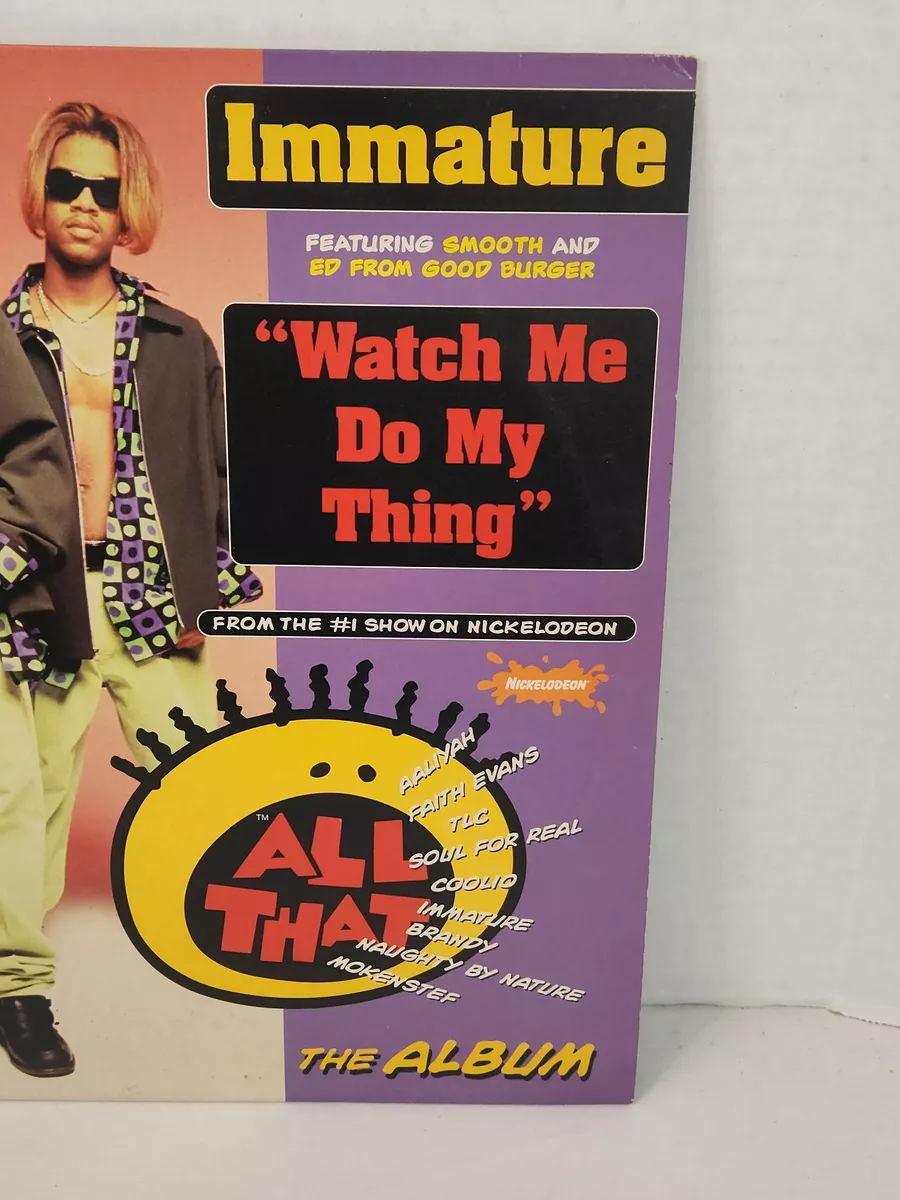 Immature
FEATURING SMOOTH AND
ED FROM GOOD BURGER
“Watch Me
Do My
Thing”
FROM THE #1 SHOW ON NICKELODEON
NICKELODEON
AALIYAH
FAITH EVANS
TLC
SOUL FOR REAL
COOLIO
IMMATURE
BRANDY
NAUGHTY BY NATURE
MOKENSTEF
™
ALL
THAT
THE ALBUM